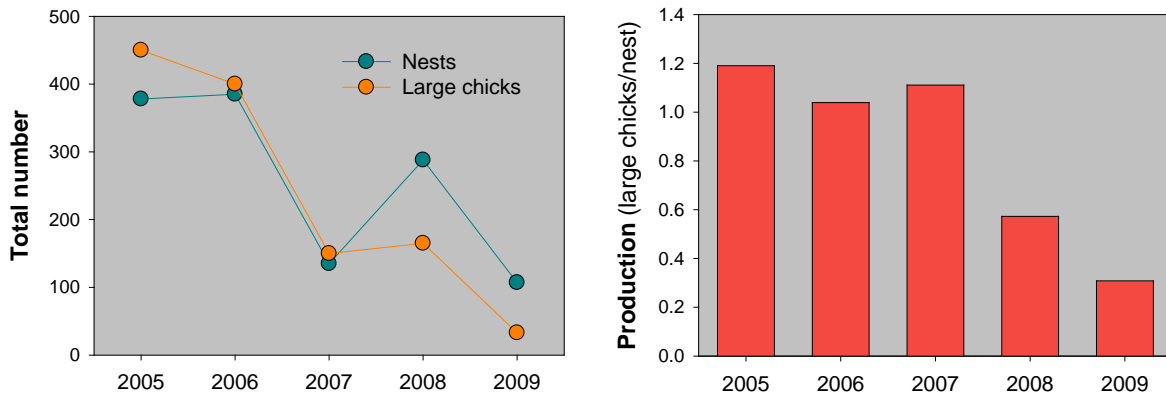 Total number
500
400
300
200
100
0
Nests
Large chicks
2005 2006 2007 2008 2009
Production (large chicks/nest)
1.4
1.2
1.0
0.8
0.6
0.4
0.2
0.0
2005 2006 2007 2008 2009